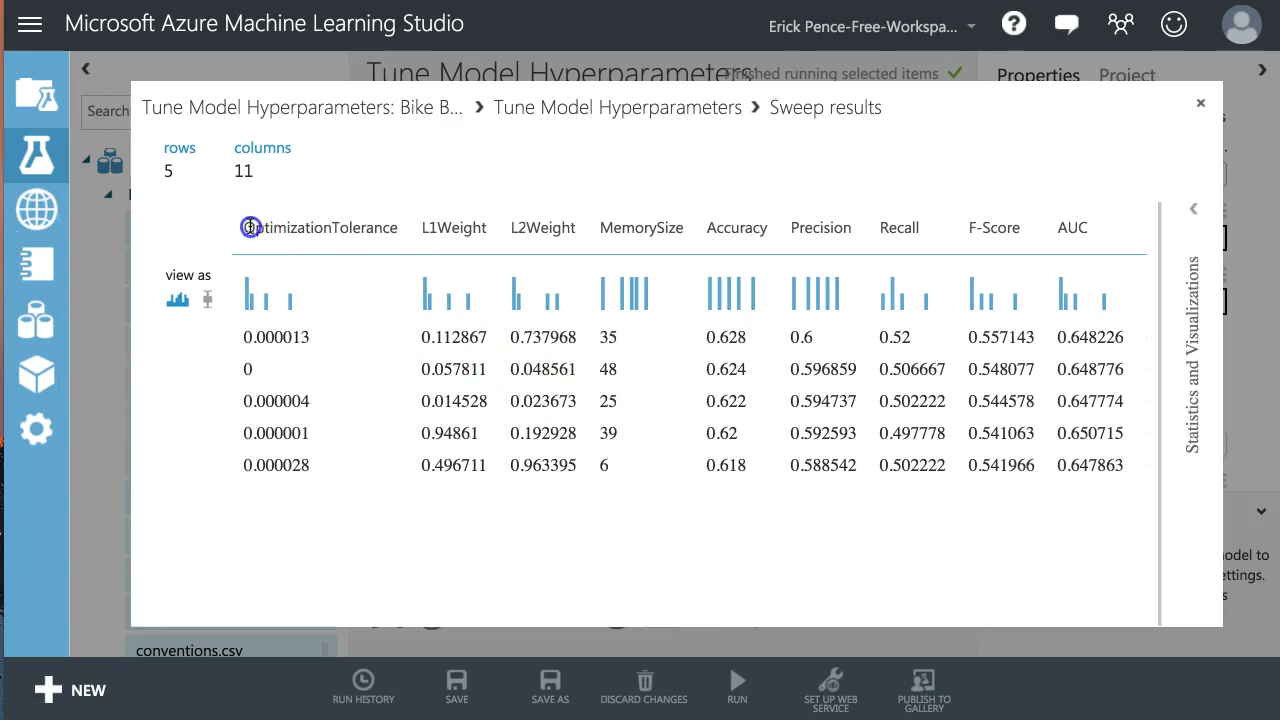 Microsoft Azure Machine Learning Studio
Erick Pence-Free-Workspa...
Tune Model Hyperparameters
Finished running selected items
Properties Project
Search
Tune Model Hyperparameters: Bike B... › Tune Model Hyperparameters › Sweep results
rows columns
5 11
OptimizationTolerance L1Weight L2Weight MemorySize Accuracy Precision Recall F-Score AUC
view as
0.000013 0.112867 0.737968 35 0.628 0.6 0.52 0.557143 0.648226
0 0.057811 0.048561 48 0.624 0.596859 0.506667 0.548077 0.648776
0.000004 0.014528 0.023673 25 0.622 0.594737 0.502222 0.544578 0.647774
0.000001 0.94861 0.192928 39 0.62 0.592593 0.497778 0.541063 0.650715
0.000028 0.496711 0.963395 6 0.618 0.588542 0.502222 0.541966 0.647863
Statistics and Visualizations
conventions.csv
NEW
RUN HISTORY
SAVE
SAVE AS
DISCARD CHANGES
RUN
SET UP WEB
SERVICE
PUBLISH TO
GALLERY